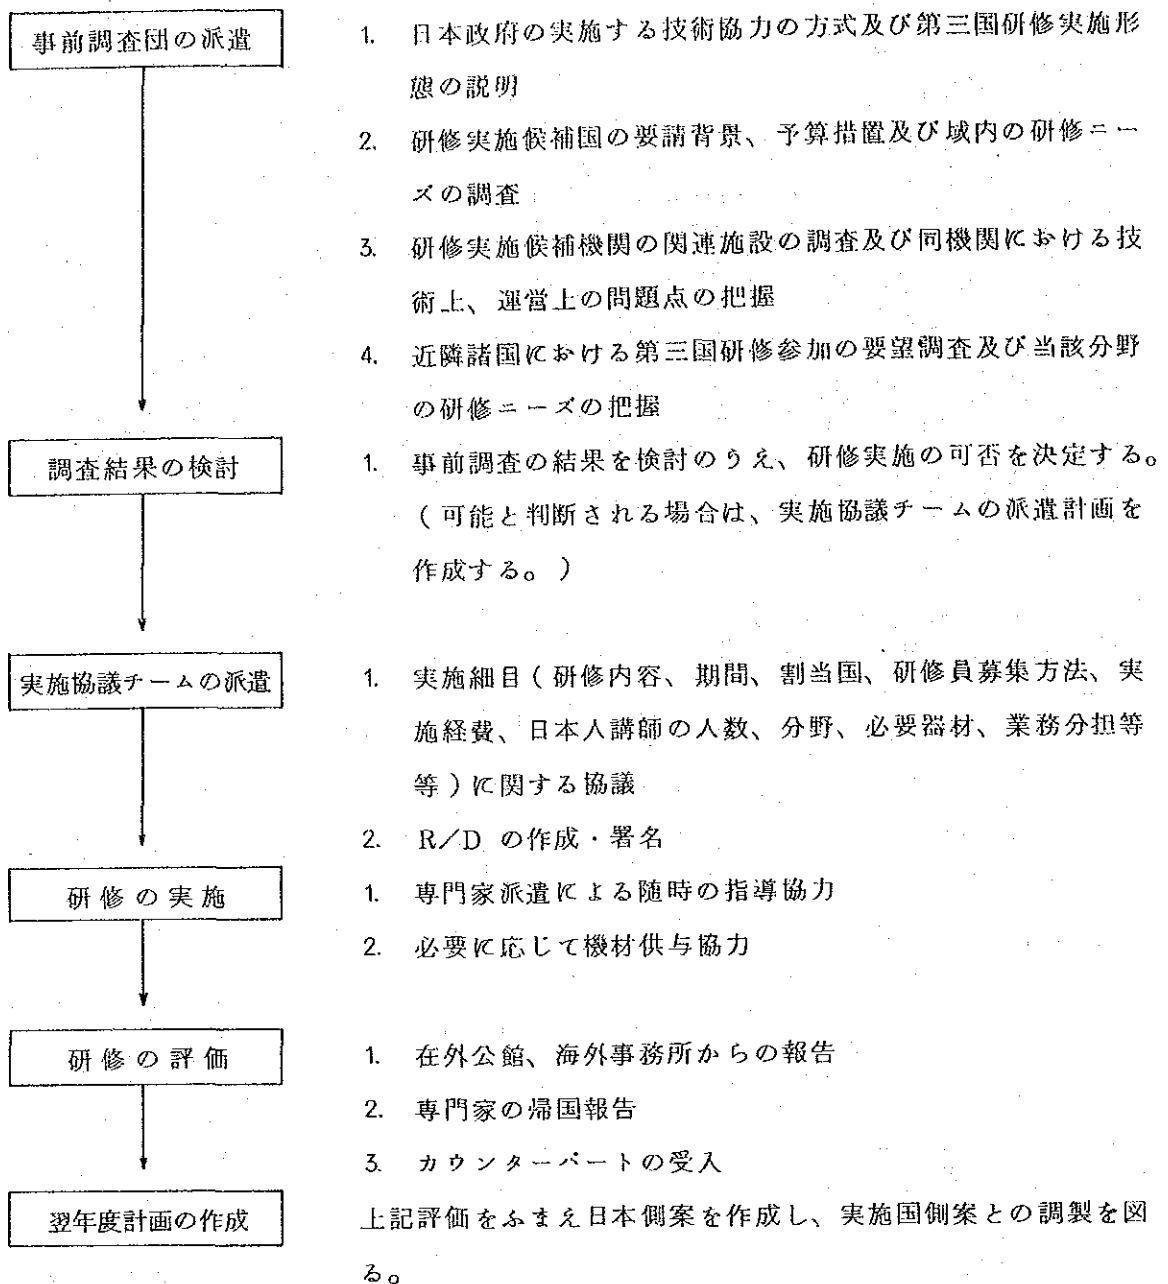 事前調査団の派遣
1. 日本政府の実施する技術協力の方式及び第三国研修実施形
態の説明
2. 研修実施候補国の要請背景、予算措置及び域内の研修ニー
ズの調査
3. 研修実施候補機関の関連施設の調査及び同機関における技
術上、運営上の問題点の把握
4. 近隣諸国における第三国研修参加の要望調査及び当該分野
の研修ニーズの把握
調査結果の検討
1. 事前調査の結果を検討のうえ、研修実施の可否を決定する。
(可能と判断される場合は、実施協議チームの派遣計画を
作成する。)
実施協議チームの派遣
1. 実施細目(研修内容、期間、割当国、研修員募集方法、実
施経費、日本人講師の人数、分野、必要器材、業務分担等
等)に関する協議
2. R/D の作成・署名
研修の実施
1. 専門家派遣による随時の指導協力
2. 必要に応じて機材供与協力
研修の評価
1. 在外公館、海外事務所からの報告
2. 専門家の帰国報告
3. カウンターパートの受入
翌年度計画の作成
上記評価をふまえ日本側案を作成し、実施国側案との調製を図
る。